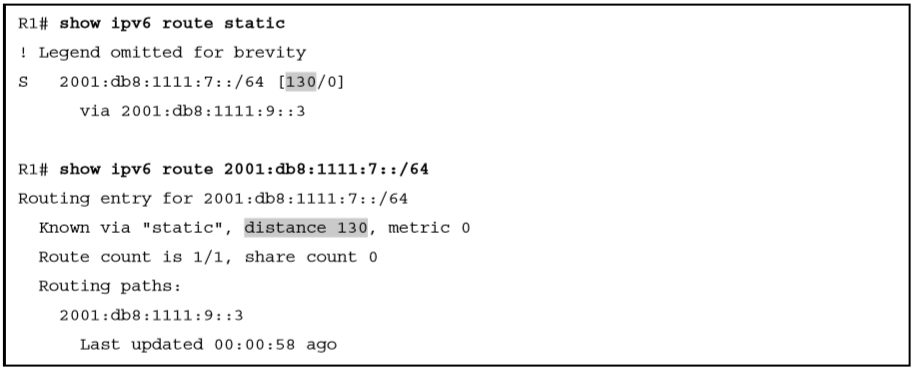 R1# show ipv6 route static
! Legend omitted for brevity
S   2001:db8:1111:7::/64 [130/0]
      via 2001:db8:1111:9::3
R1# show ipv6 route 2001:db8:1111:7::/64
Routing entry for 2001:db8:1111:7::/64
  Known via "static", distance 130, metric 0
  Route count is 1/1, share count 0
  Routing paths:
    2001:db8:1111:9::3
      Last updated 00:00:58 ago